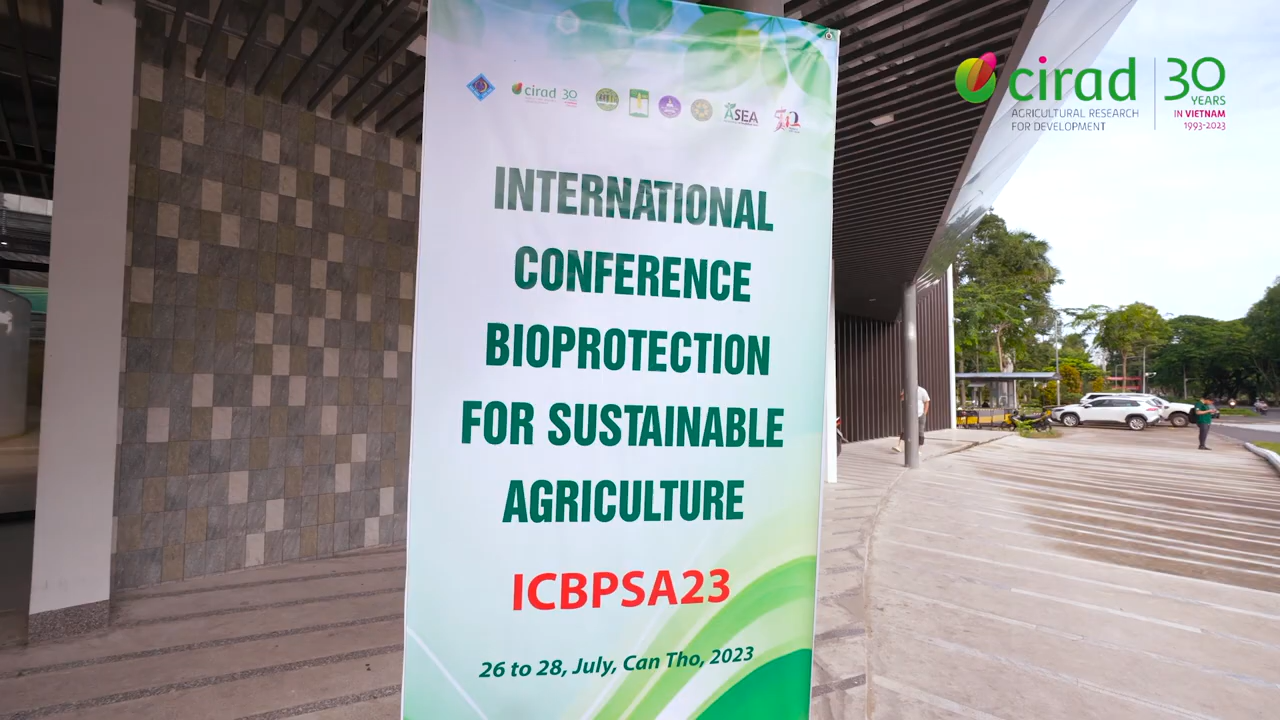 cirad
30
ASEA
INTERNATIONAL
CONFERENCE
BIOPROTECTION
FOR SUSTAINABLE
AGRICULTURE
ICBPSA23
26 to 28, July, Can Tho, 2023
cirad
AGRICULTURAL RESEARCH
FOR DEVELOPMENT
30
YEARS
IN VIETNAM
1993-2023